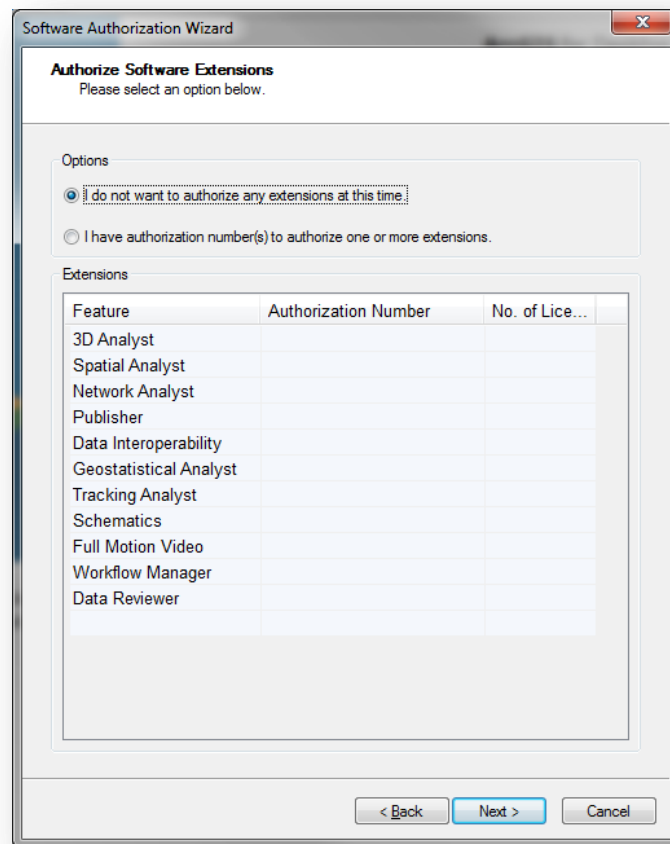 Software Authorization Wizard
Authorize Software Extensions
Please select an option below.
Options
I do not want to authorize any extensions at this time.
I have authorization number(s) to authorize one or more extensions.
Extensions
Feature Authorization Number No. of Lice...
3D Analyst
Spatial Analyst
Network Analyst
Publisher
Data Interoperability
Geostatistical Analyst
Tracking Analyst
Schematics
Full Motion Video
Workflow Manager
Data Reviewer
< Back Next > Cancel